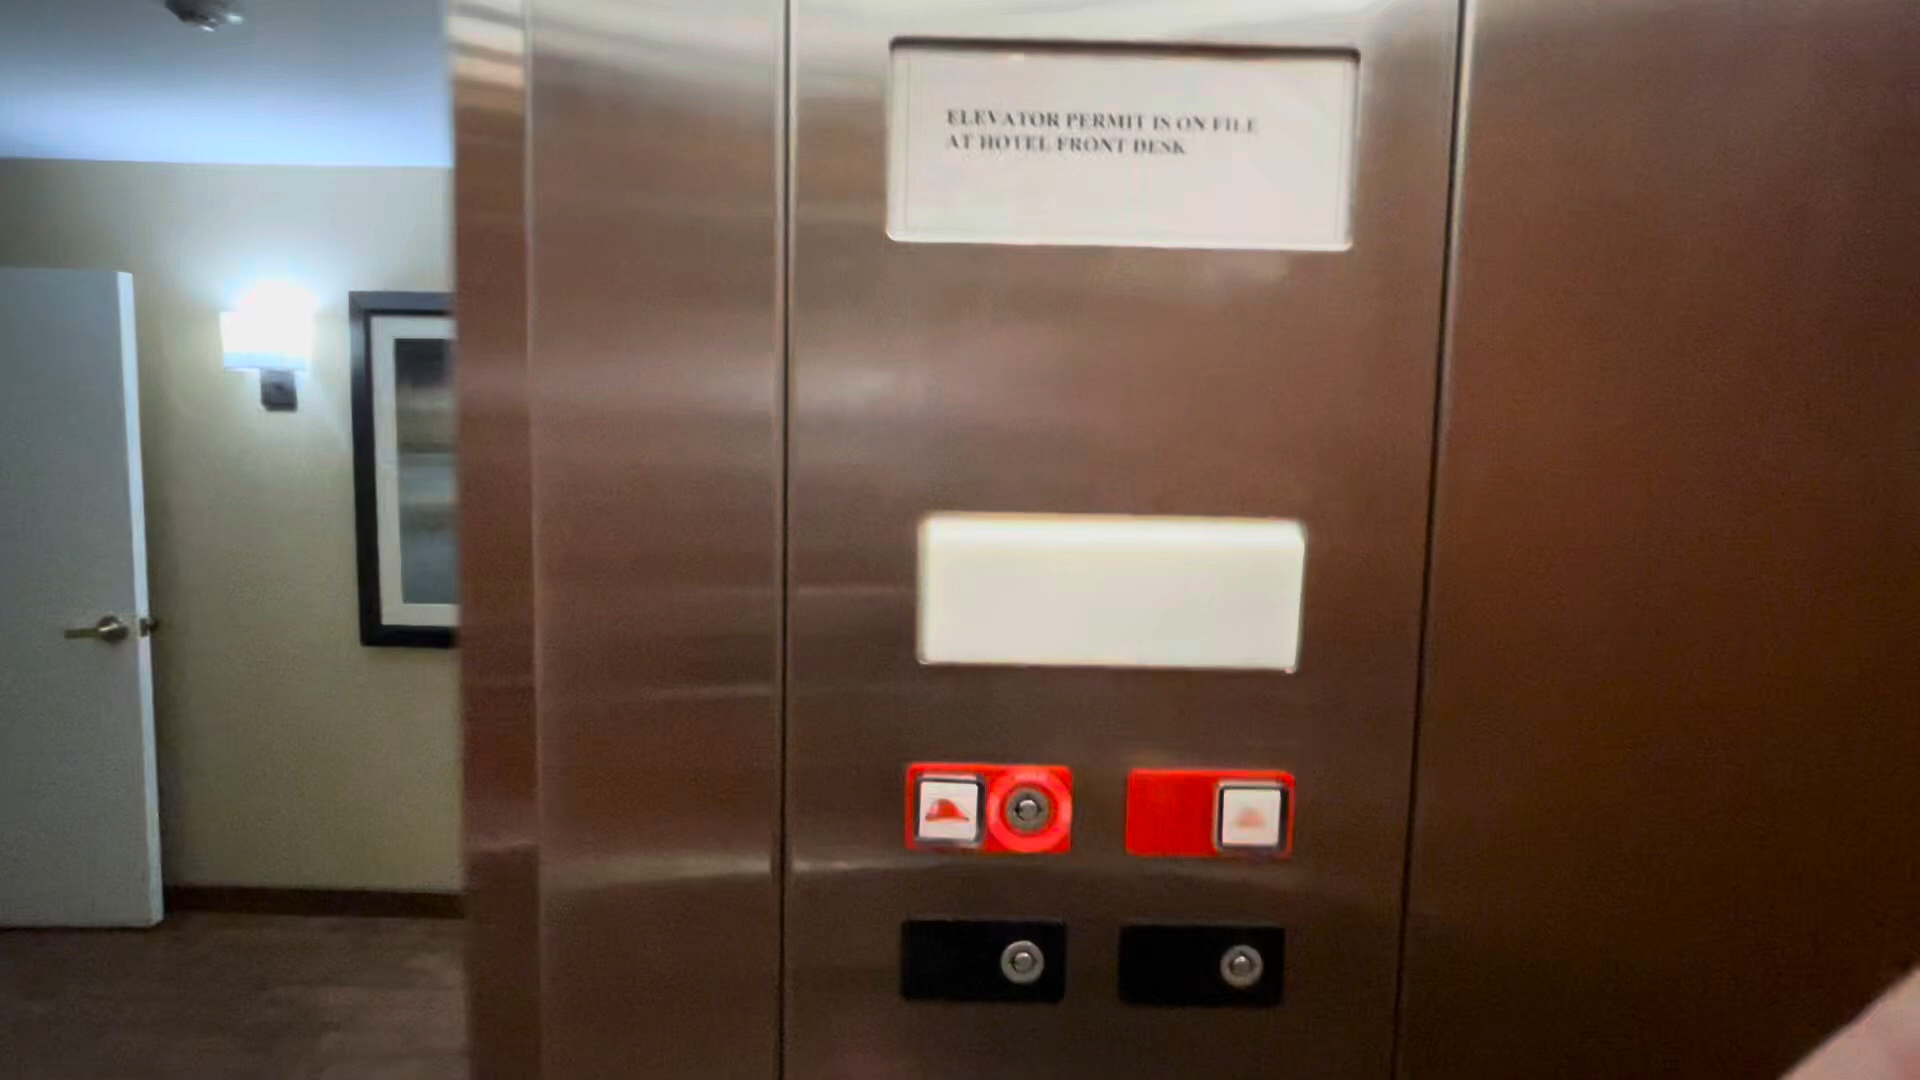 ELEVATOR PERMIT IS ON FILE
AT HOTEL FRONT DESK